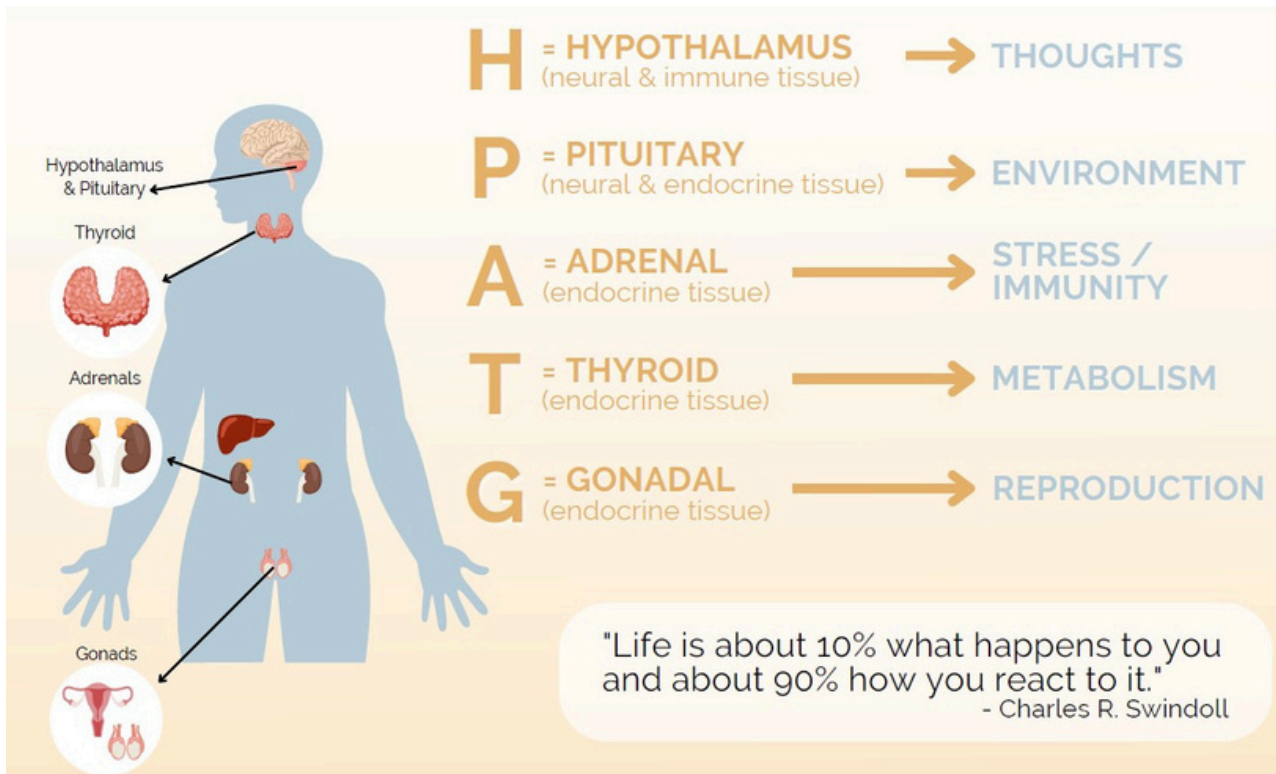 H = HYPOTHALAMUS → THOUGHTS
(neural & immune tissue)
P = PITUITARY → ENVIRONMENT
(neural & endocrine tissue)
A = ADRENAL → STRESS /
IMMUNITY
(endocrine tissue)
T = THYROID → METABOLISM
(endocrine tissue)
G = GONADAL → REPRODUCTION
(endocrine tissue)
Hypothalamus
& Pituitary
Thyroid
Adrenals
Gonads
"Life is about 10% what happens to you
and about 90% how you react to it."
- Charles R. Swindoll